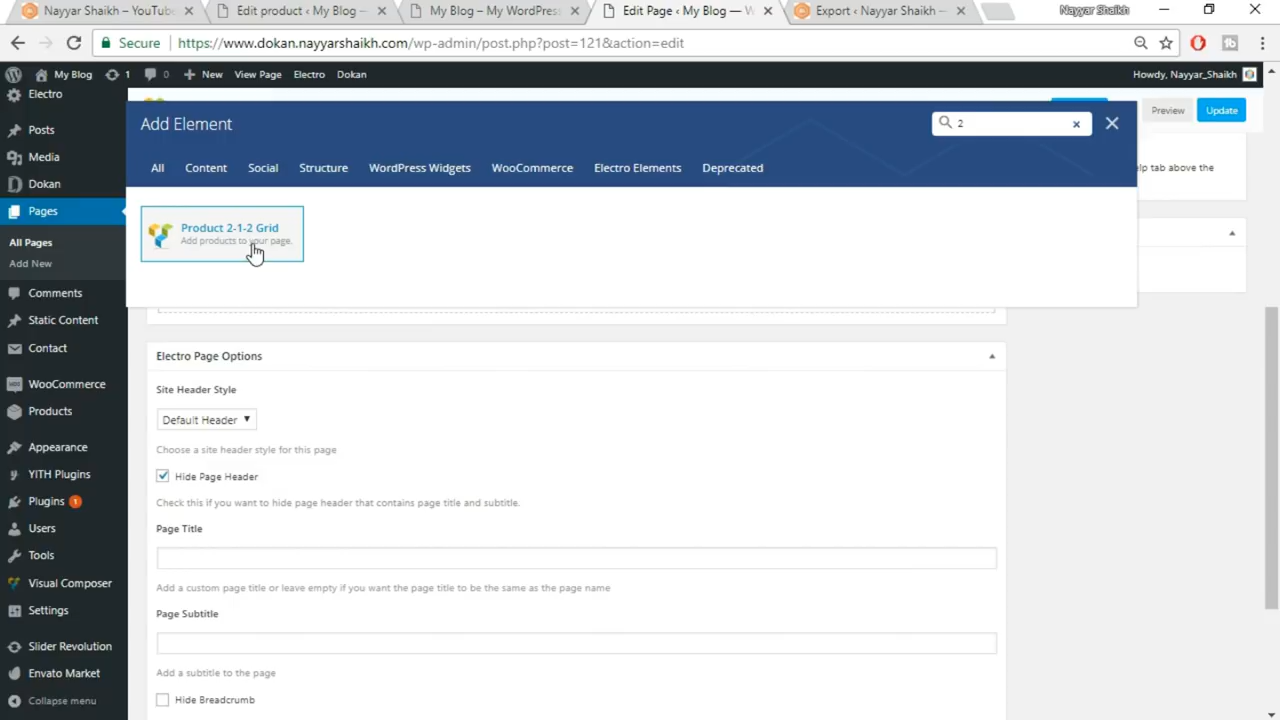 Nayyar Shaikh – YouTub
Edit product ‹ My Blog –
My Blog – My WordPress
Edit Page ‹ My Blog — W
Export ‹ Nayyar Shaikh —
Nayyar Shaikh
Secure
https://www.dokan.nayyarshaikh.com/wp-admin/post.php?post=121&action=edit
My Blog
1
0
New
View Page
Electro
Dokan
Howdy, Nayyar_Shaikh
Electro
Posts
Media
Dokan
Pages
All Pages
Add New
Comments
Static Content
Contact
WooCommerce
Products
Appearance
YITH Plugins
Plugins 1
Users
Tools
Visual Composer
Settings
Slider Revolution
Envato Market
Collapse menu
Preview
Update
elp tab above the
Add Element
2
All
Content
Social
Structure
WordPress Widgets
WooCommerce
Electro Elements
Deprecated
Product 2-1-2 Grid
Add products to your page.
Electro Page Options
Site Header Style
Default Header
Choose a site header style for this page
Hide Page Header
Check this if you want to hide page header that contains page title and subtitle.
Page Title
Add a custom page title or leave empty if you want the page title to be the same as the page name
Page Subtitle
Add a subtitle to the page
Hide Breadcrumb